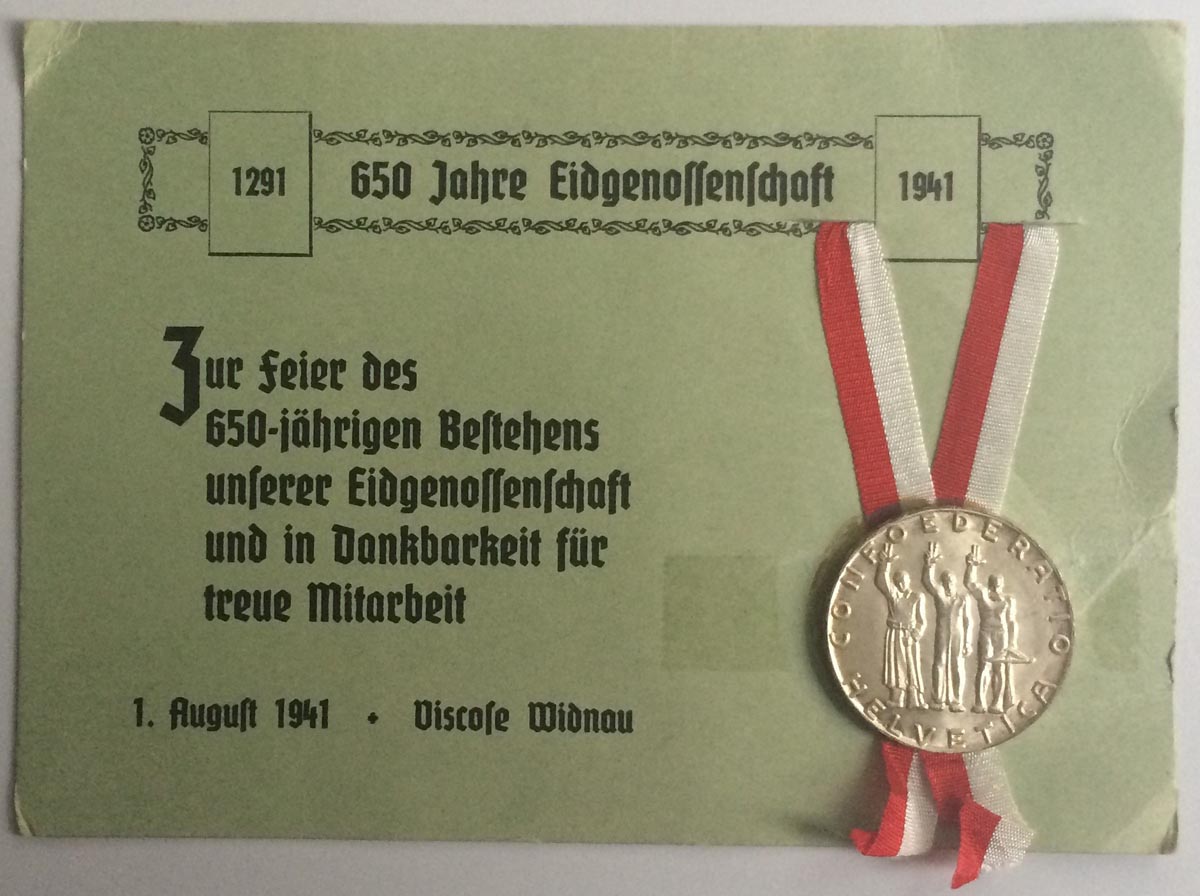 1291 650 Jahre Eidgenoſſenſchaft 1941
Zur Feier des
650-jährigen Beſtehens
unſerer Eidgenoſſenſchaft
und in Dankbarkeit für
treue Mitarbeit
1. Auguſt 1941 • Viscoſe Widnau
CONFOEDERATIO
HELVETICA